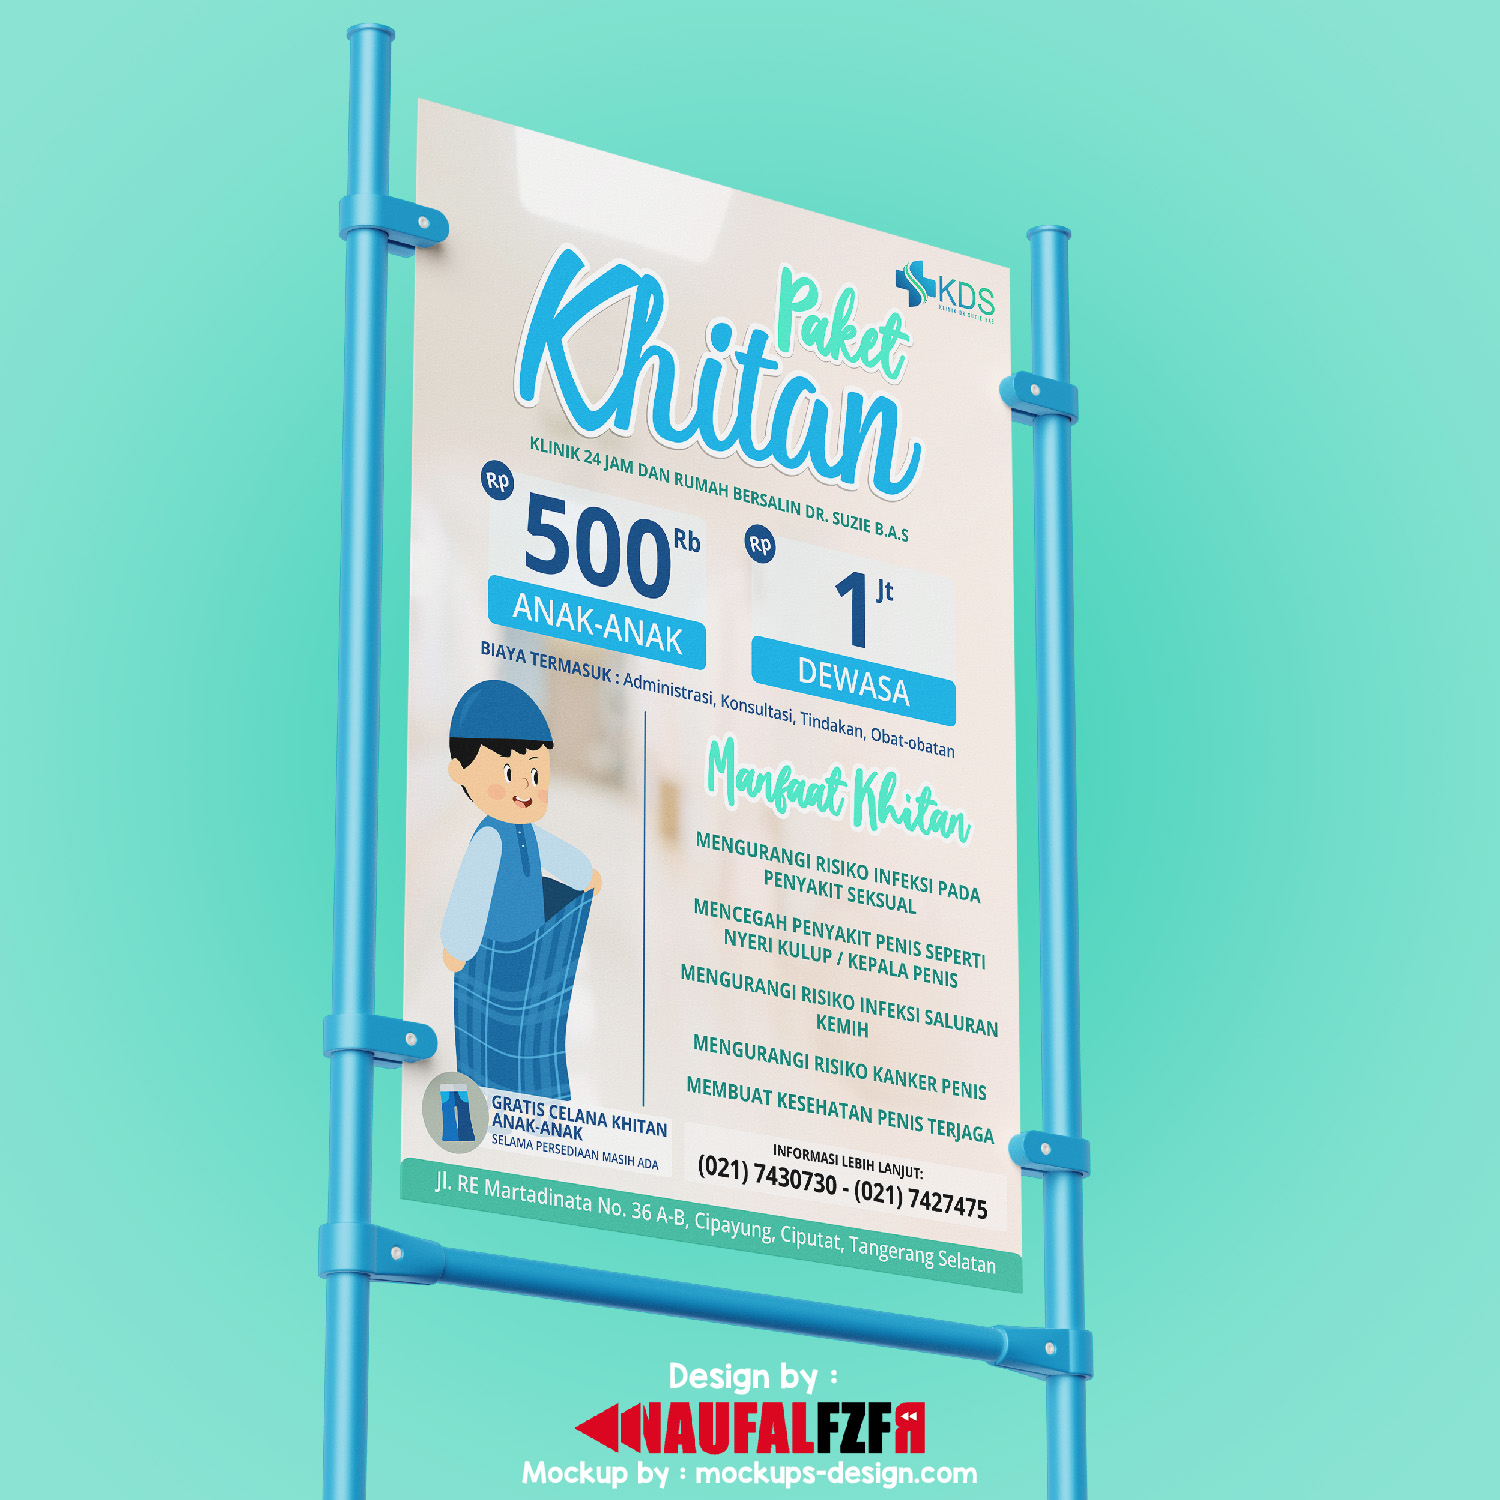 KDS
Paket
Khitan
KLINIK 24 JAM DAN RUMAH BERSALIN DR. SUZIE B.A.S
Rp
500 Rb
ANAK-ANAK
Rp
1 Jt
DEWASA
BIAYA TERMASUK : Administrasi, Konsultasi, Tindakan, Obat-obatan
Manfaat Khitan
MENGURANGI RISIKO INFEKSI PADA
PENYAKIT SEKSUAL
MENCEGAH PENYAKIT PENIS SEPERTI
NYERI KULUP / KEPALA PENIS
MENGURANGI RISIKO INFEKSI SALURAN
KEMIH
MENGURANGI RISIKO KANKER PENIS
MEMBUAT KESEHATAN PENIS TERJAGA
GRATIS CELANA KHITAN
ANAK-ANAK
SELAMA PERSEDIAAN MASIH ADA
INFORMASI LEBIH LANJUT:
(021) 7430730 - (021) 7427475
Jl. RE Martadinata No. 36 A-B, Cipayung, Ciputat, Tangerang Selatan
Design by :
NAUFALFZFR
Mockup by : mockups-design.com